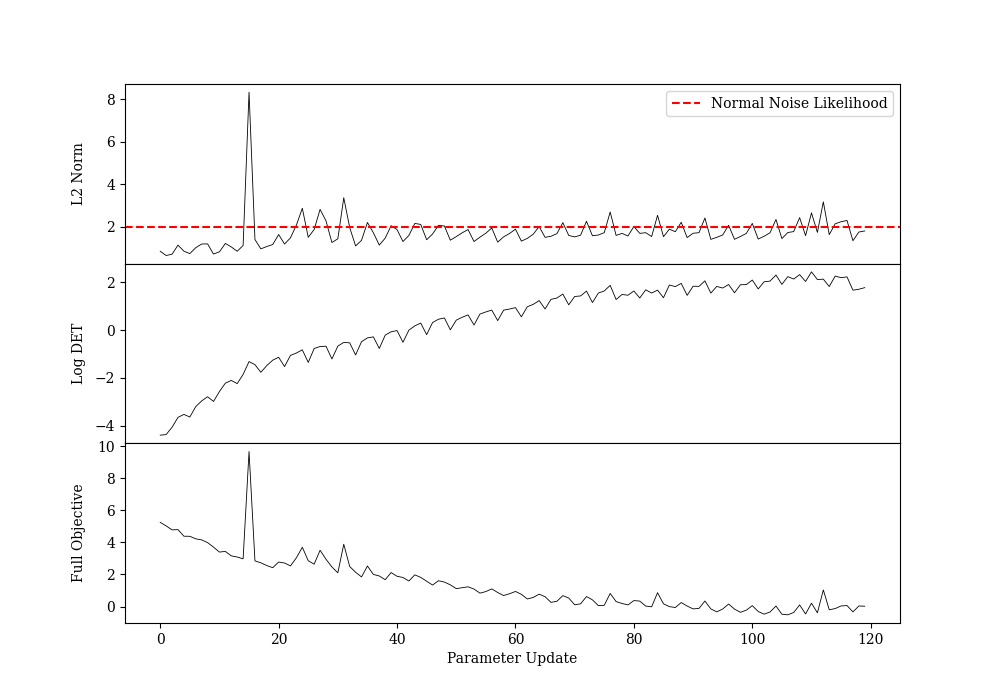 8
6
4
2
L2 Norm
Normal Noise Likelihood
2
0
−2
−4
Log DET
10
8
6
4
2
0
Full Objective
0 20 40 60 80 100 120
Parameter Update